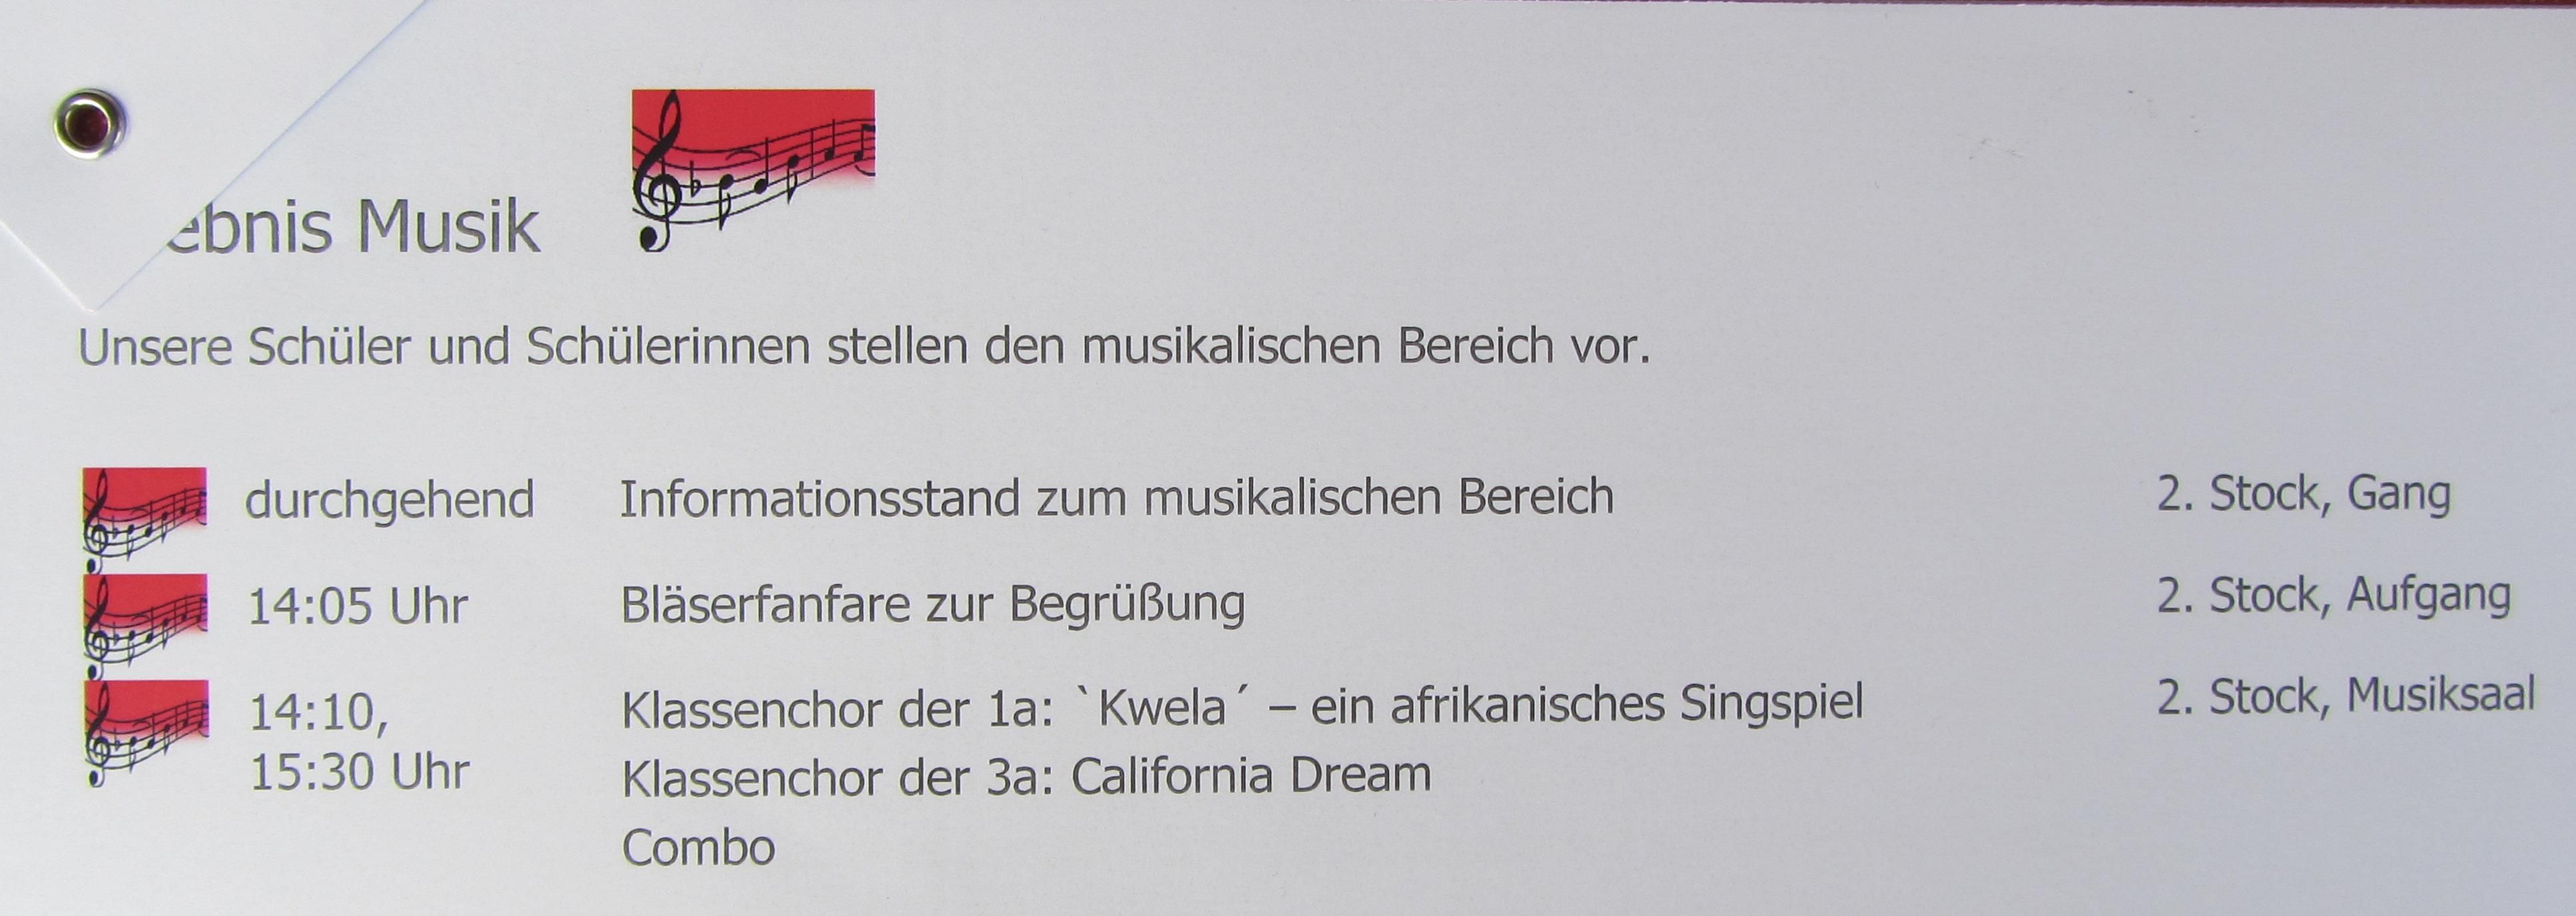 ebnis Musik
Unsere Schüler und Schülerinnen stellen den musikalischen Bereich vor.
durchgehend Informationsstand zum musikalischen Bereich 2. Stock, Gang
14:05 Uhr Bläserfanfare zur Begrüßung 2. Stock, Aufgang
14:10, Klassenchor der 1a: `Kwela´ – ein afrikanisches Singspiel 2. Stock, Musiksaal
15:30 Uhr Klassenchor der 3a: California Dream
Combo